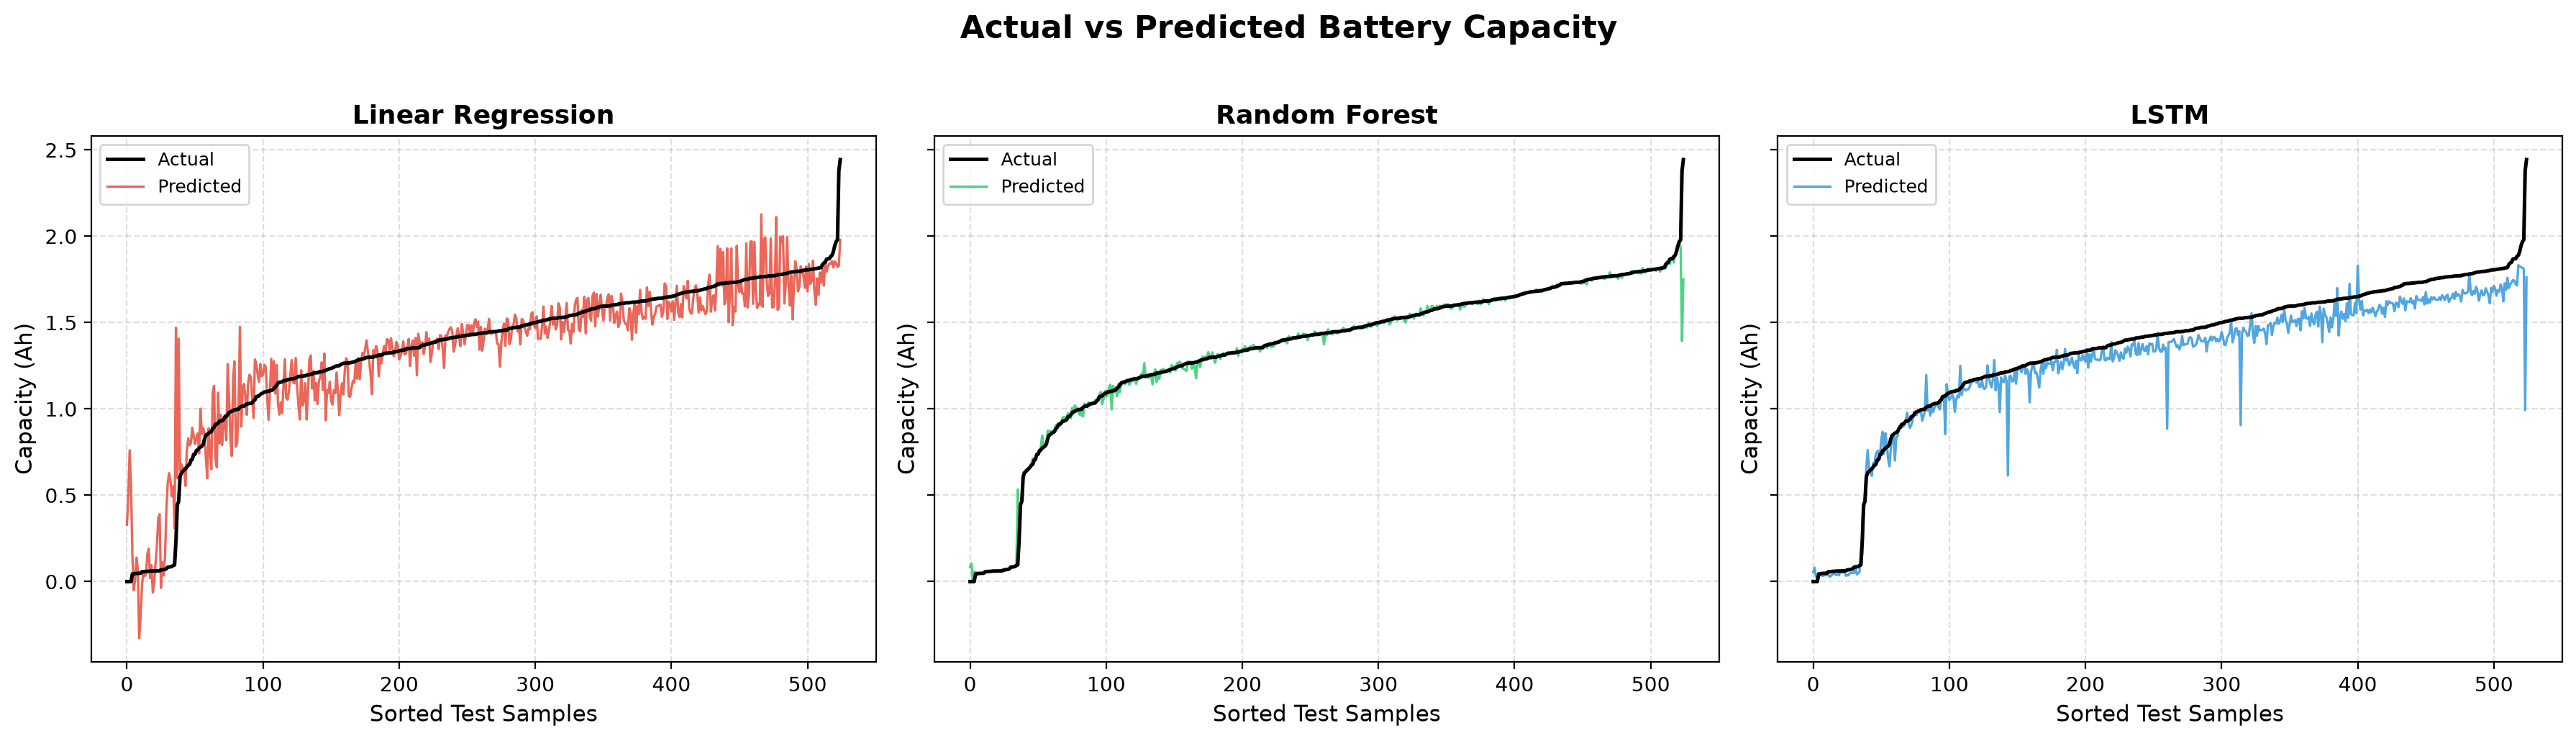 Actual vs Predicted Battery Capacity
Linear Regression
Actual
Predicted
Capacity (Ah)
2.5
2.0
1.5
1.0
0.5
0.0
0 100 200 300 400 500
Sorted Test Samples
Random Forest
Actual
Predicted
Capacity (Ah)
0 100 200 300 400 500
Sorted Test Samples
LSTM
Actual
Predicted
Capacity (Ah)
0 100 200 300 400 500
Sorted Test Samples